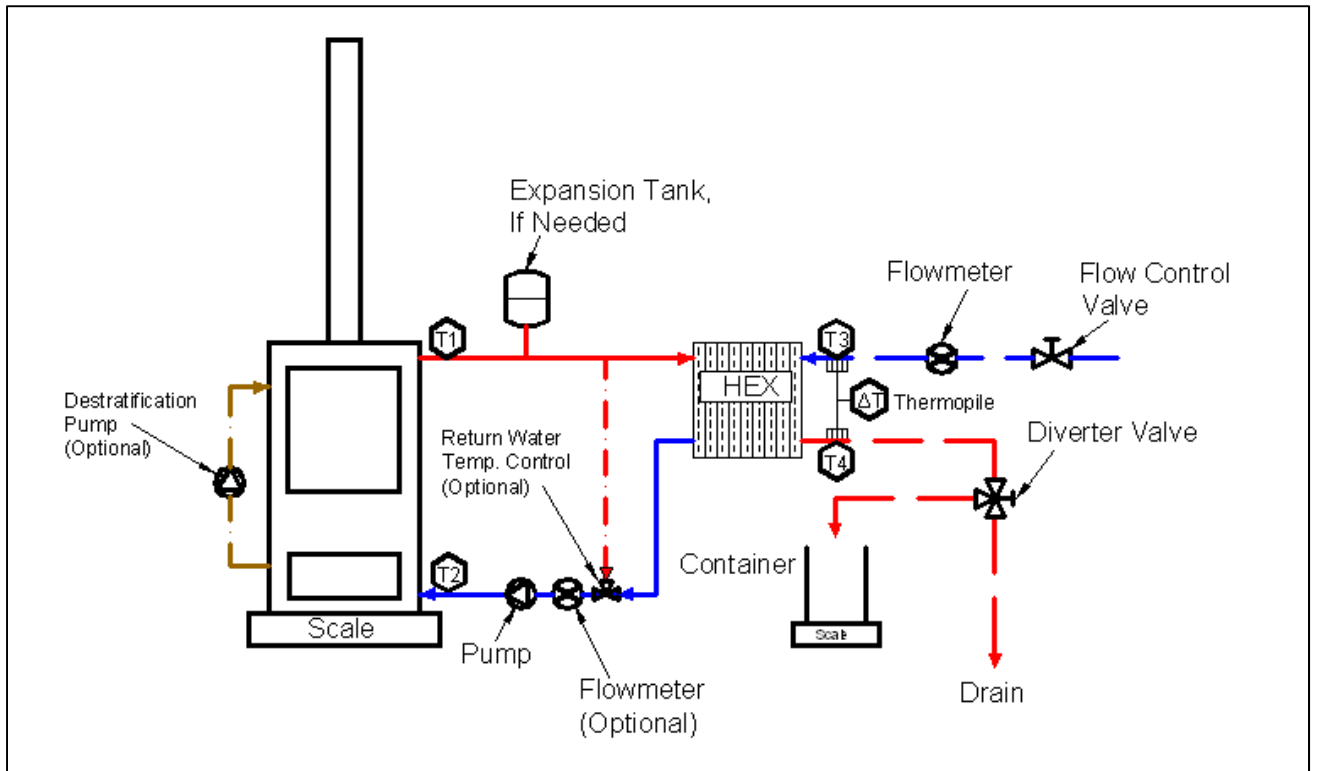 Expansion Tank,
If Needed
Flowmeter
Flow Control
Valve
T1
T3
HEX
ΔT
Thermopile
Destratification
Pump
(Optional)
Return Water
Temp. Control
(Optional)
Diverter Valve
T4
T2
Container
Scale
Scale
Pump
Flowmeter
(Optional)
Drain